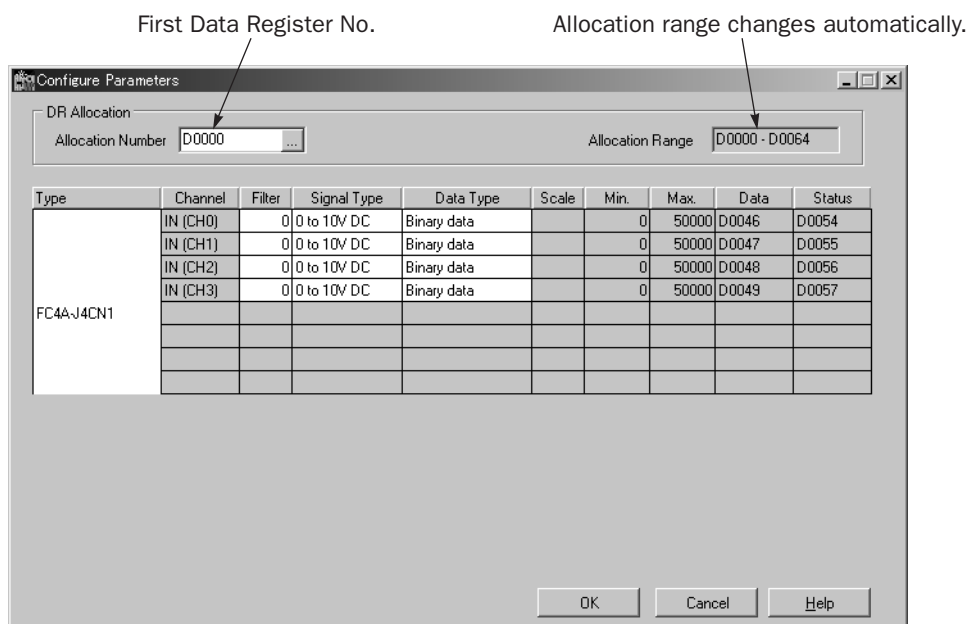 First Data Register No. Allocation range changes automatically.
Configure Parameters
DR Allocation
Allocation Number D0000 ... Allocation Range D0000 - D0064
Type Channel Filter Signal Type Data Type Scale Min. Max. Data Status
IN (CH0) 0 0 to 10V DC Binary data 0 50000 D0046 D0054
IN (CH1) 0 0 to 10V DC Binary data 0 50000 D0047 D0055
IN (CH2) 0 0 to 10V DC Binary data 0 50000 D0048 D0056
IN (CH3) 0 0 to 10V DC Binary data 0 50000 D0049 D0057
FC4A-J4CN1
OK Cancel Help